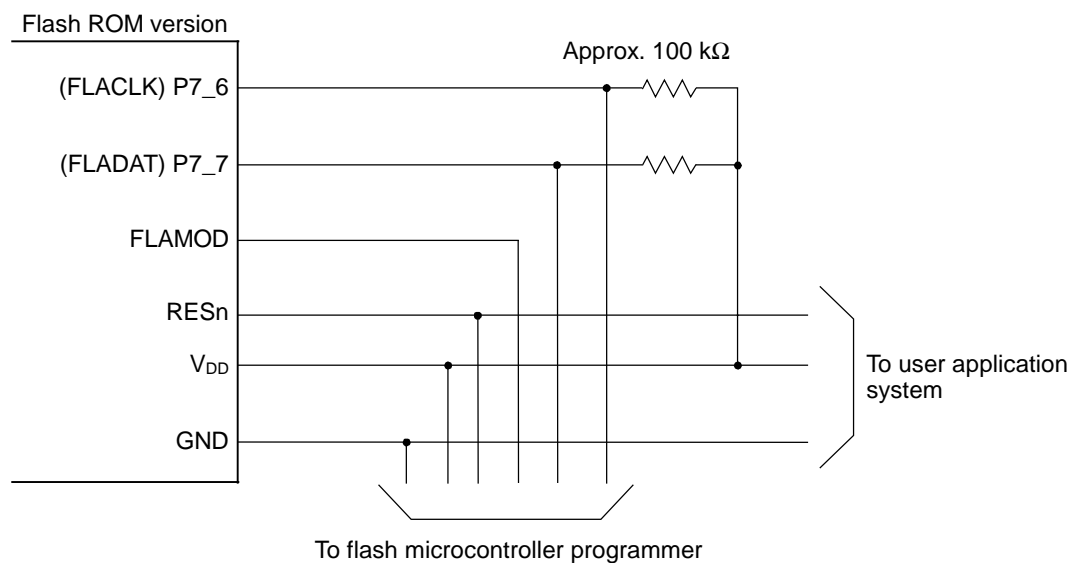 Flash ROM version
Approx. 100 kΩ
(FLACLK) P7_6
(FLADAT) P7_7
FLAMOD
RESn
VDD
GND
To user application
system
To flash microcontroller programmer